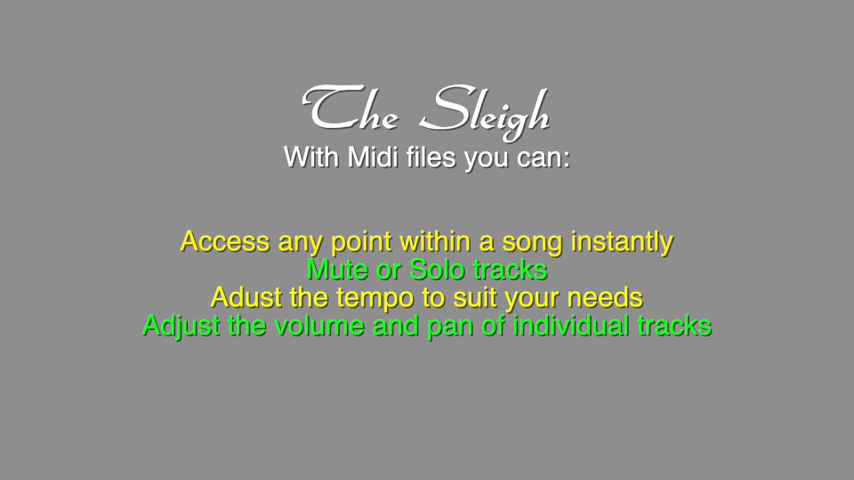 The Sleigh
With Midi files you can:
Access any point within a song instantly
Mute or Solo tracks
Adust the tempo to suit your needs
Adjust the volume and pan of individual tracks